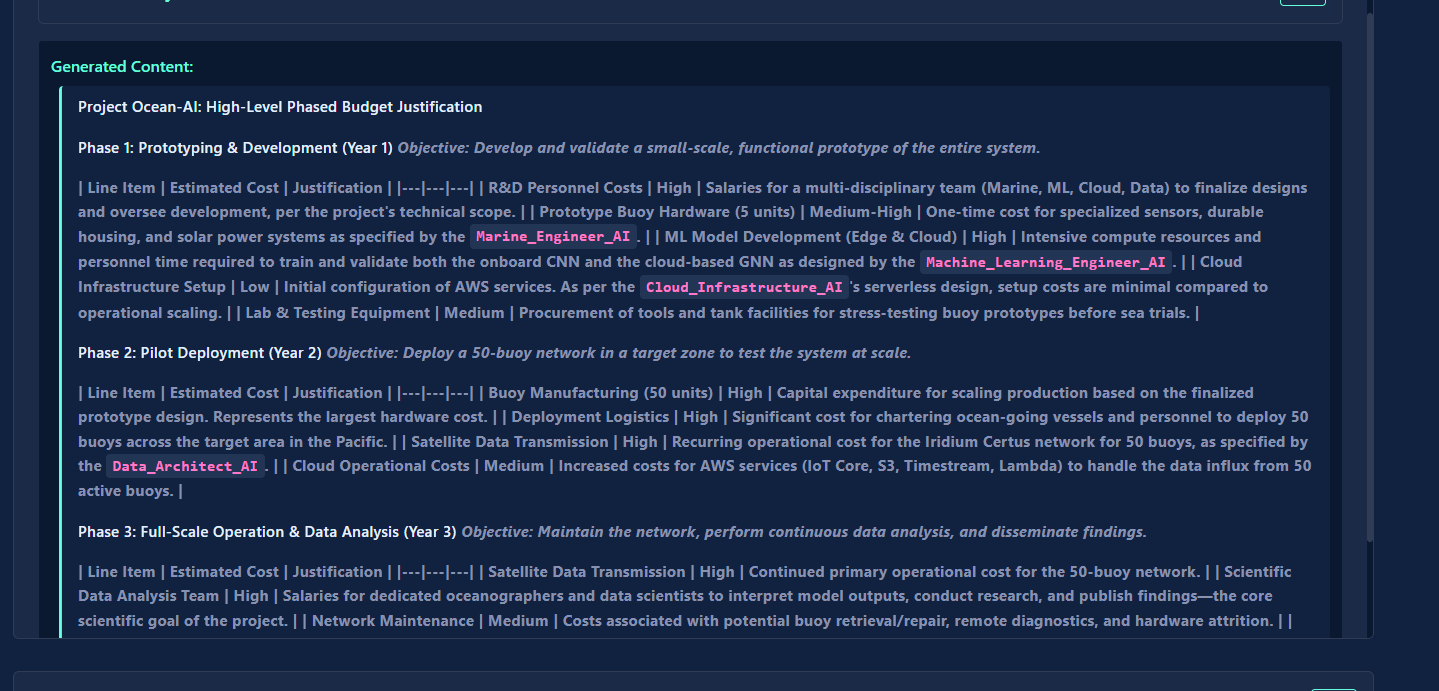 Generated Content:
Project Ocean-AI: High-Level Phased Budget Justification
Phase 1: Prototyping & Development (Year 1) Objective: Develop and validate a small-scale, functional prototype of the entire system.
| Line Item | Estimated Cost | Justification | |---|---|---| | R&D Personnel Costs | High | Salaries for a multi-disciplinary team (Marine, ML, Cloud, Data) to finalize designs
and oversee development, per the project's technical scope. | | Prototype Buoy Hardware (5 units) | Medium-High | One-time cost for specialized sensors, durable
housing, and solar power systems as specified by the Marine_Engineer_AI. | | ML Model Development (Edge & Cloud) | High | Intensive compute resources and
personnel time required to train and validate both the onboard CNN and the cloud-based GNN as designed by the Machine_Learning_Engineer_AI. | | Cloud
Infrastructure Setup | Low | Initial configuration of AWS services. As per the Cloud_Infrastructure_AI's serverless design, setup costs are minimal compared to
operational scaling. | | Lab & Testing Equipment | Medium | Procurement of tools and tank facilities for stress-testing buoy prototypes before sea trials. |
Phase 2: Pilot Deployment (Year 2) Objective: Deploy a 50-buoy network in a target zone to test the system at scale.
| Line Item | Estimated Cost | Justification | |---|---|---| | Buoy Manufacturing (50 units) | High | Capital expenditure for scaling production based on the finalized
prototype design. Represents the largest hardware cost. | | Deployment Logistics | High | Significant cost for chartering ocean-going vessels and personnel to deploy 50
buoys across the target area in the Pacific. | | Satellite Data Transmission | High | Recurring operational cost for the Iridium Certus network for 50 buoys, as specified by
the Data_Architect_AI. | | Cloud Operational Costs | Medium | Increased costs for AWS services (IoT Core, S3, Timestream, Lambda) to handle the data influx from 50
active buoys. |
Phase 3: Full-Scale Operation & Data Analysis (Year 3) Objective: Maintain the network, perform continuous data analysis, and disseminate findings.
| Line Item | Estimated Cost | Justification | |---|---|---| | Satellite Data Transmission | High | Continued primary operational cost for the 50-buoy network. | | Scientific
Data Analysis Team | High | Salaries for dedicated oceanographers and data scientists to interpret model outputs, conduct research, and publish findings—the core
scientific goal of the project. | | Network Maintenance | Medium | Costs associated with potential buoy retrieval/repair, remote diagnostics, and hardware attrition. | |